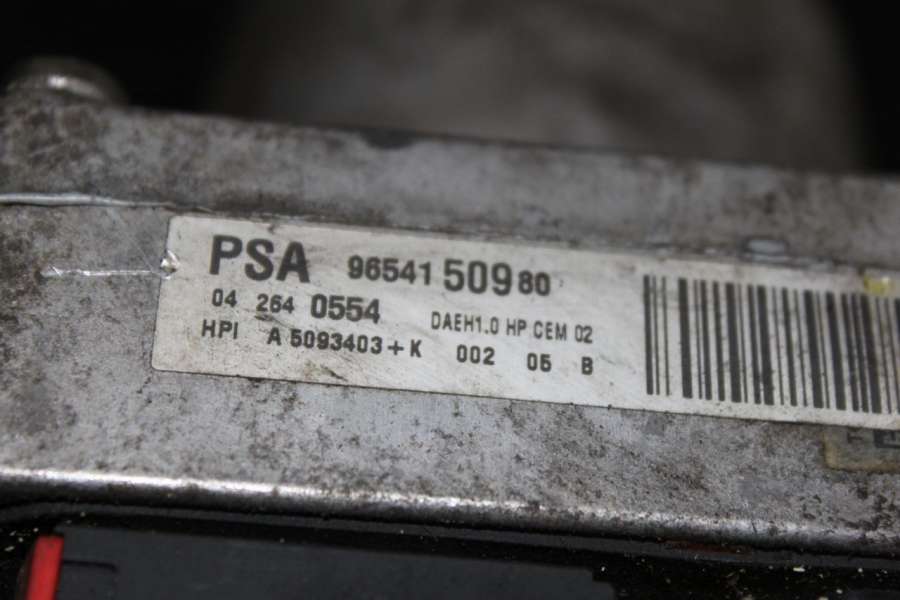 PSA 96541 509 80
04 264 0554 DAEH1.0 HP CEM 02
HPI A 5093403+K 002 05 B